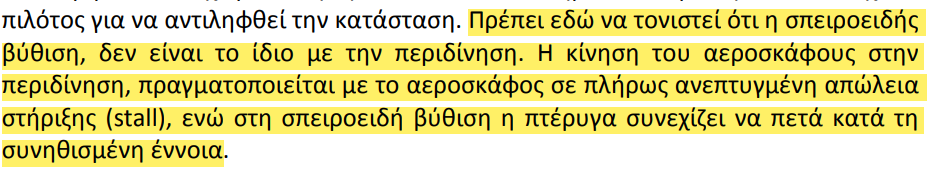 πιλότος για να αντιληφθεί την κατάσταση. Πρέπει εδώ να τονιστεί ότι η σπειροειδής
βύθιση, δεν είναι το ίδιο με την περιδίνηση. Η κίνηση του αεροσκάφους στην
περιδίνηση, πραγματοποιείται με το αεροσκάφος σε πλήρως ανεπτυγμένη απώλεια
στήριξης (stall), ενώ στη σπειροειδή βύθιση η πτέρυγα συνεχίζει να πετά κατά τη
συνηθισμένη έννοια.